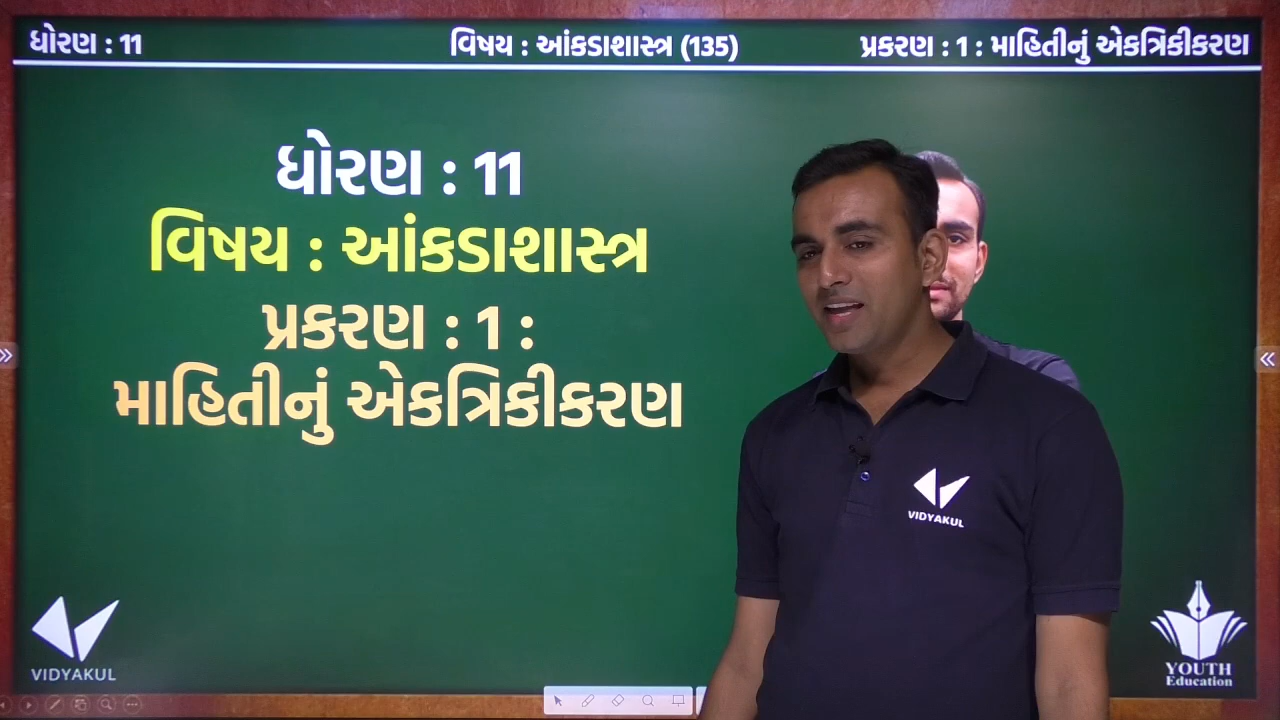 ધોરણ : 11
વિષય : આંકડાશાસ્ત્ર (135)
પ્રકરણ : 1 : માહિતીનું એકત્રિકીકરણ
ધોરણ : 11
વિષય : આંકડાશાસ્ત્ર
પ્રકરણ : 1 :
માહિતીનું એકત્રિકીકરણ
VIDYAKUL
VIDYAKUL
YOUTH
Education